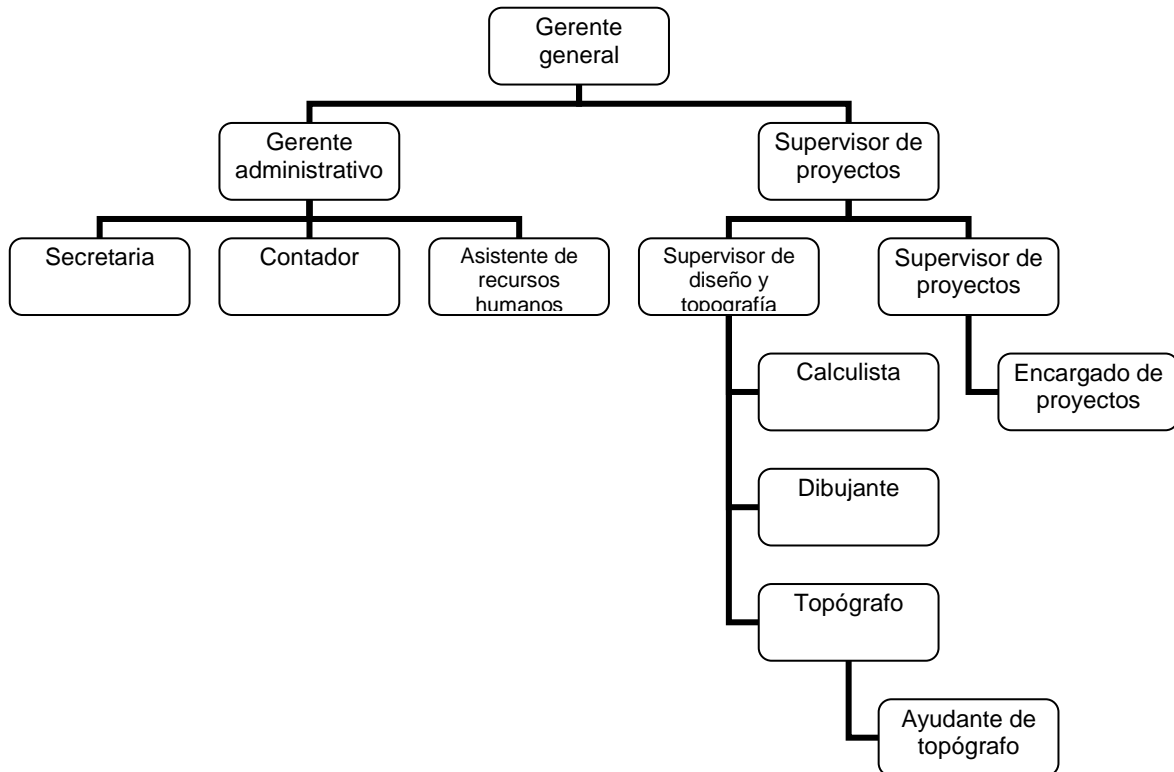 Gerente
general
Gerente
administrativo
Supervisor de
proyectos
Secretaria
Contador
Asistente de
recursos
humanos
Supervisor de
diseño y
topografía
Supervisor de
proyectos
Calculista
Encargado de
proyectos
Dibujante
Topógrafo
Ayudante de
topógrafo